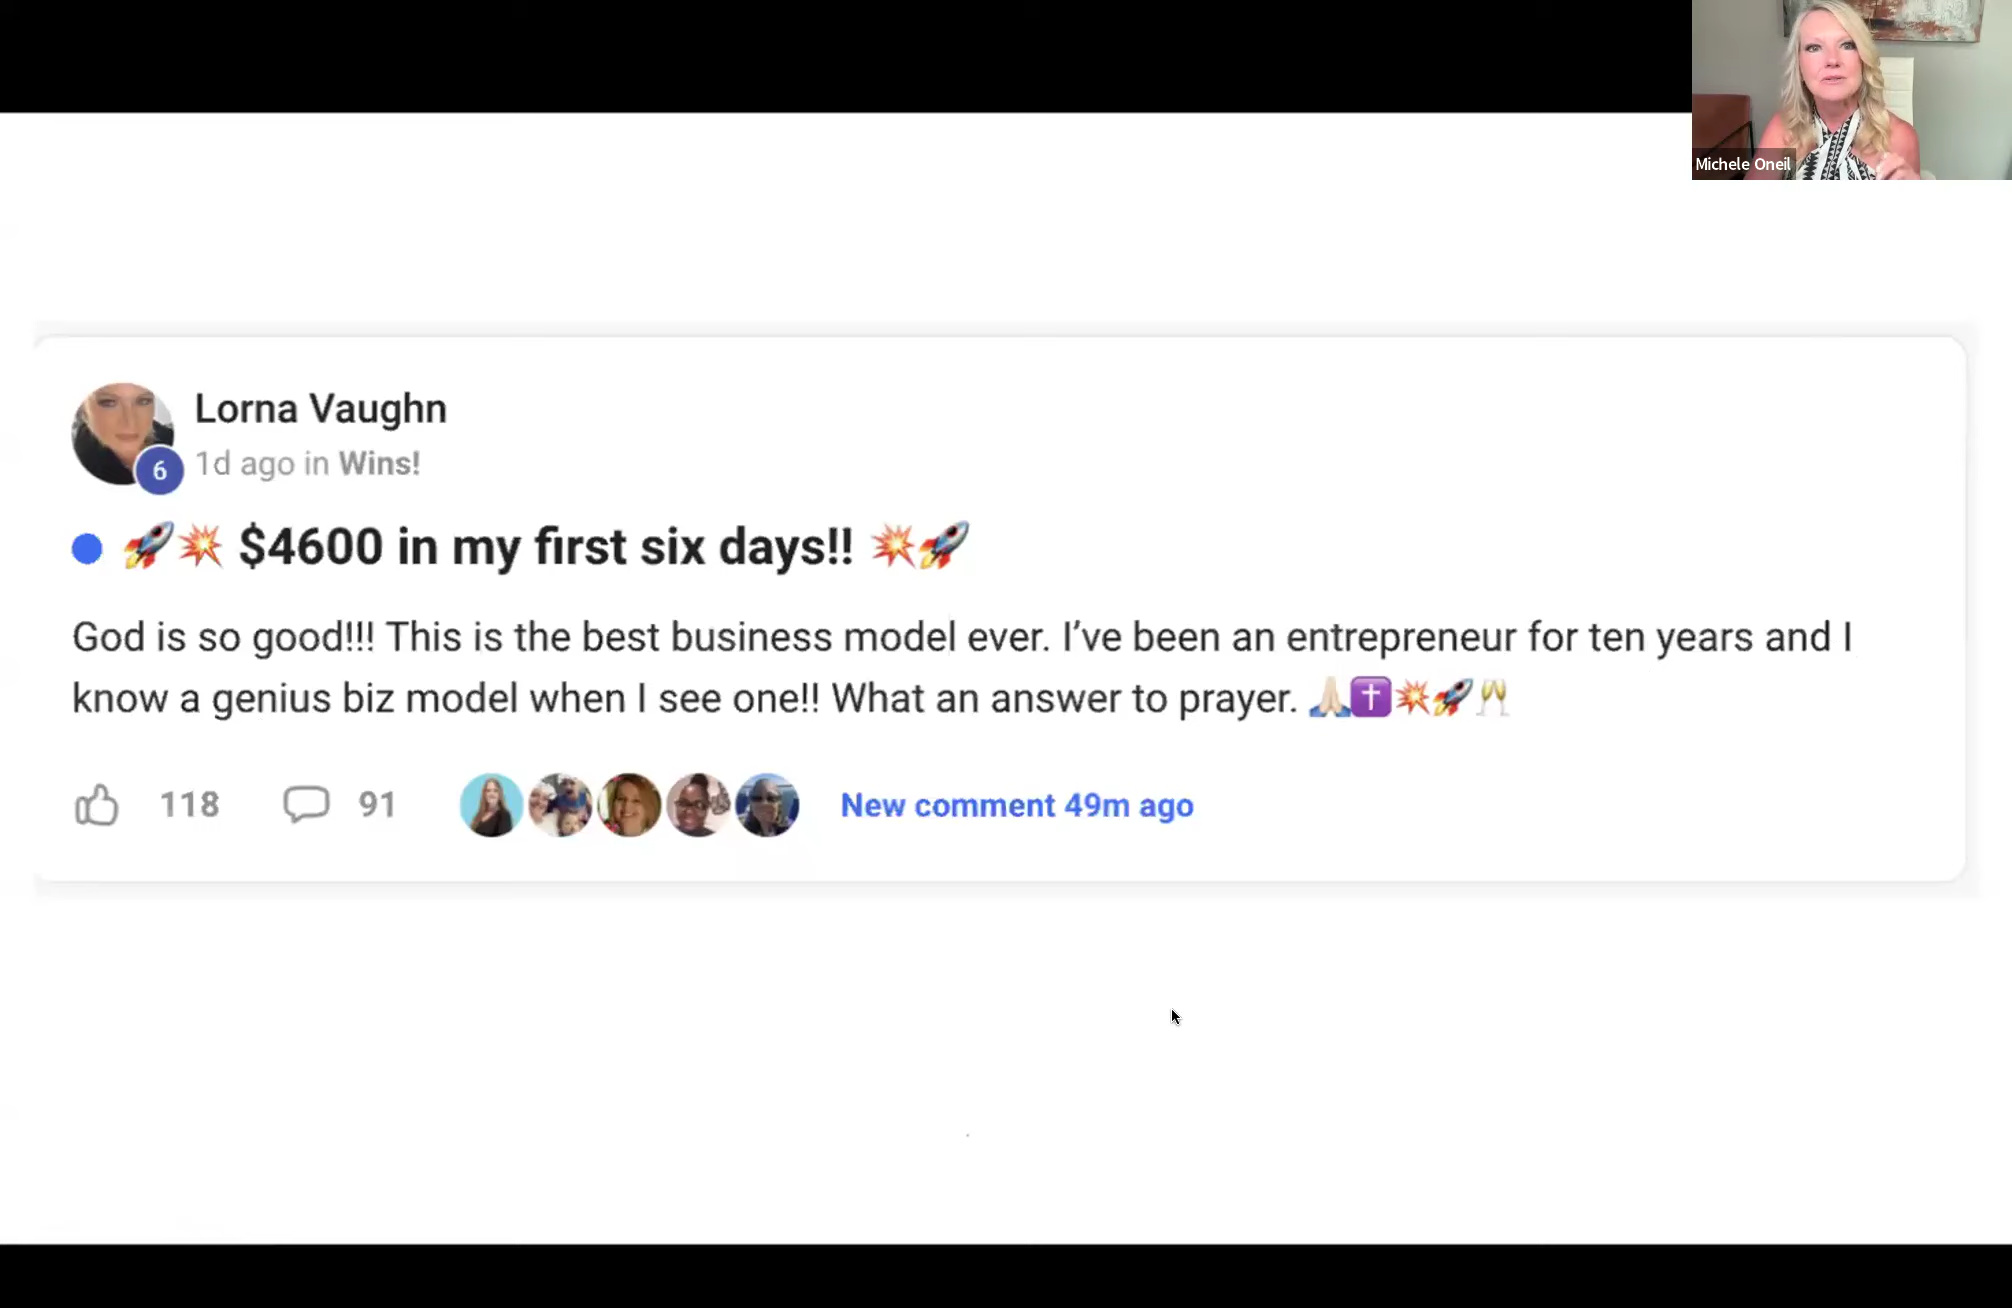 Michele Oneil
Lorna Vaughn
6
1d ago in Wins!
🚀💥 $4600 in my first six days!! 💥🚀
God is so good!!! This is the best business model ever. I’ve been an entrepreneur for ten years and I
know a genius biz model when I see one!! What an answer to prayer. 🙏🏼✝️💥🚀🥂
118 91 New comment 49m ago